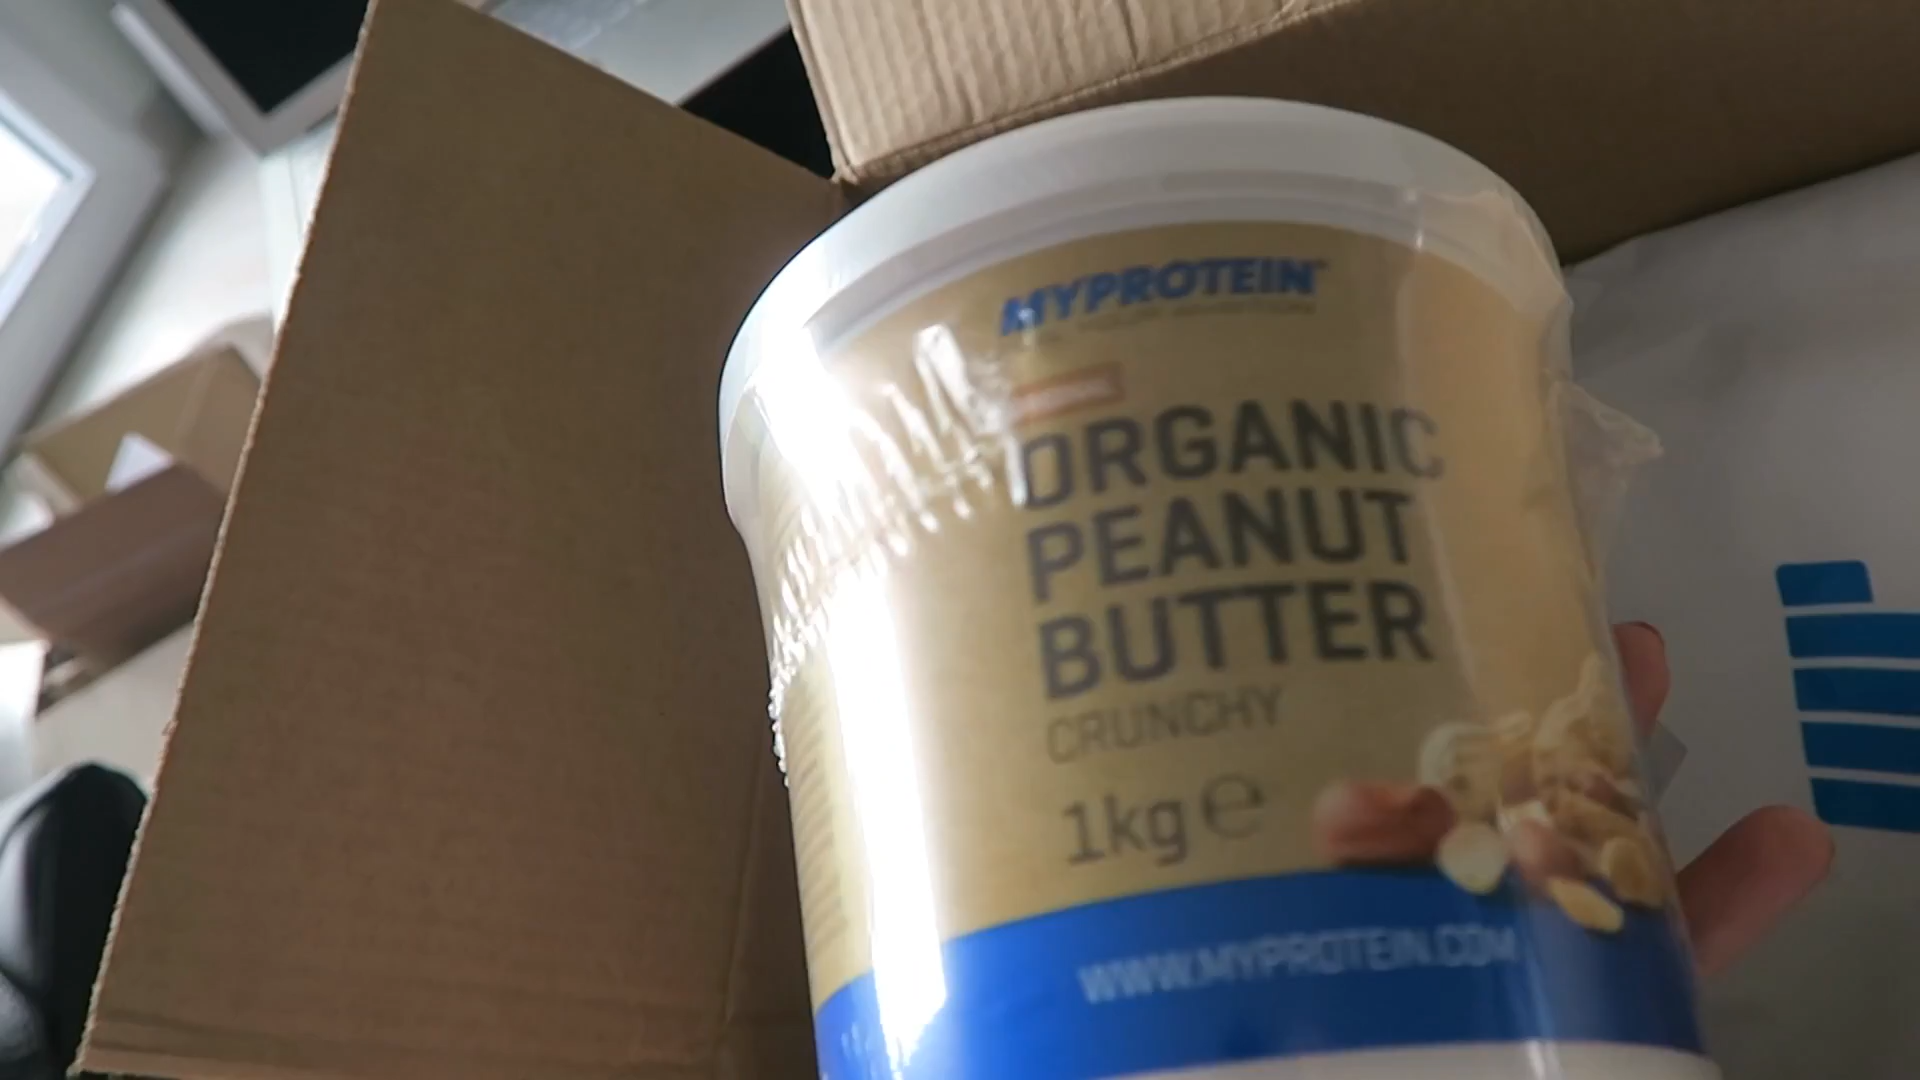 MYPROTEIN
ORGANIC
PEANUT
BUTTER
CRUNCHY
1kg ℮
WWW.MYPROTEIN.COM